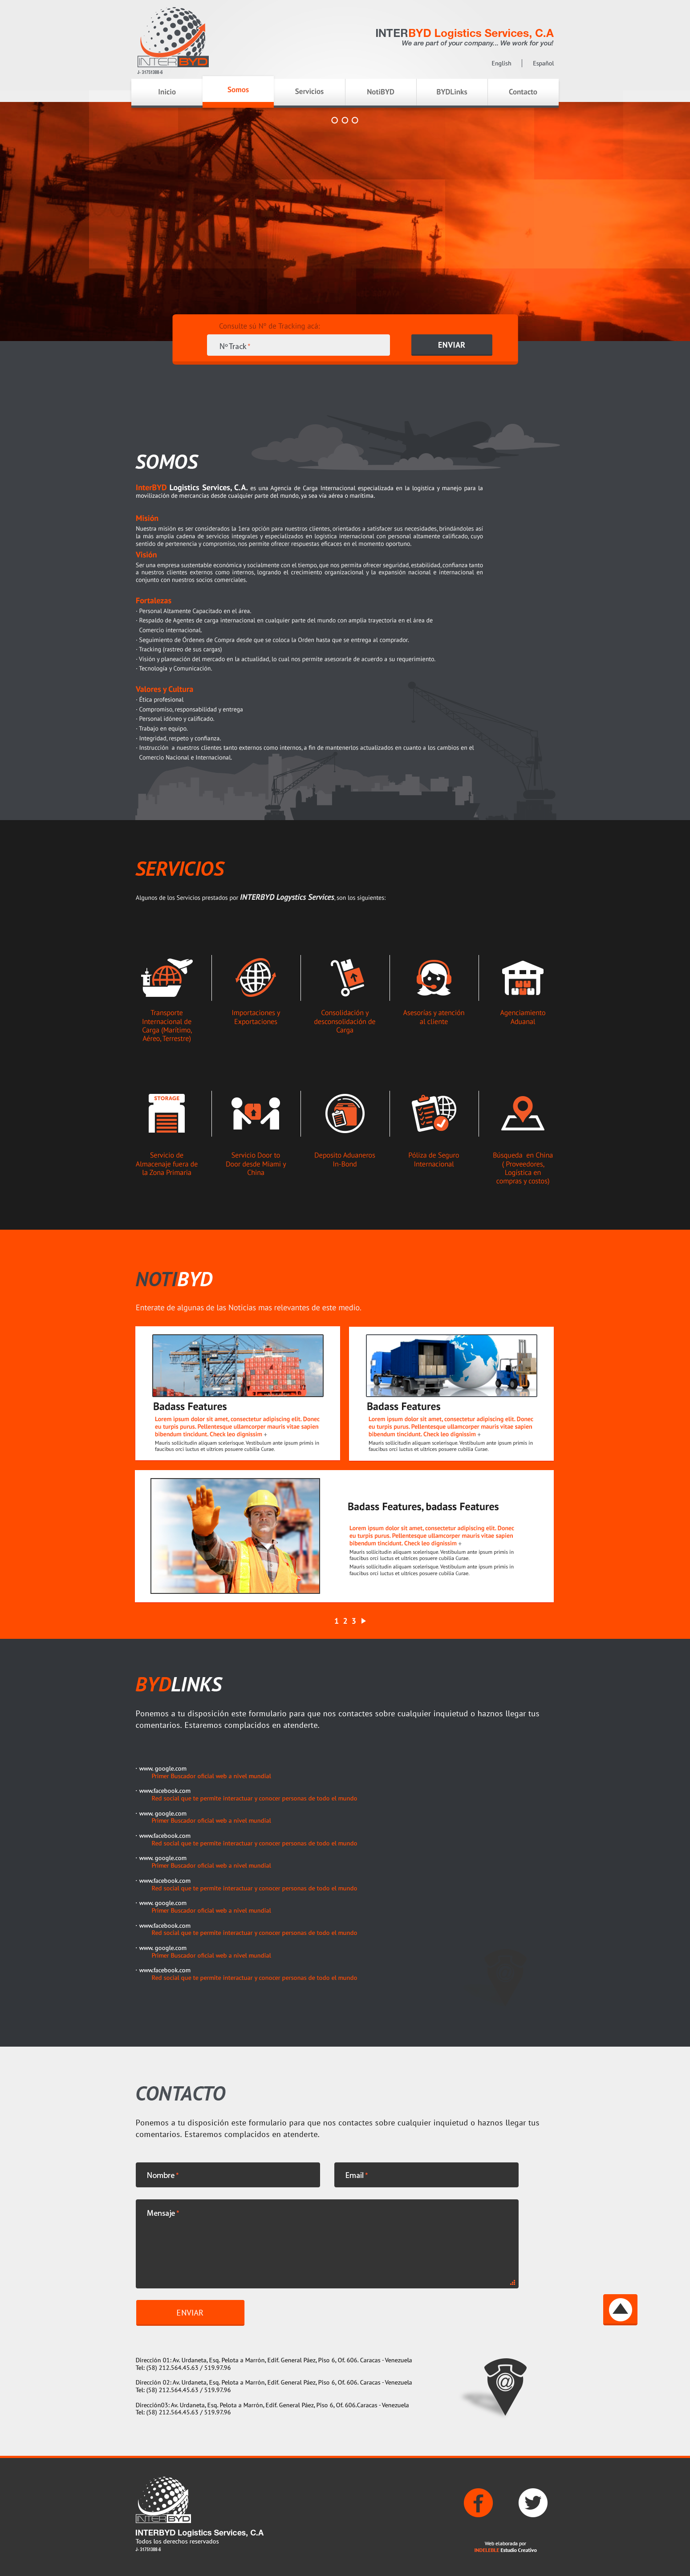 INTERBYD
J- 31751388-6
INTERBYD Logistics Services, C.A
We are part of your company... We work for you!
English | Español
Inicio
Somos
Servicios
NotiBYD
BYDLinks
Contacto
Consulte sú Nº de Tracking acá:
Nº Track *
ENVIAR
SOMOS
InterBYD Logistics Services, C.A. es una Agencia de Carga Internacional especializada en la logística y manejo para la
movilización de mercancias desde cualquier parte del mundo, ya sea vía aérea o marítima.
Misión
Nuestra misión es ser considerados la 1era opción para nuestros clientes, orientados a satisfacer sus necesidades, brindándoles así
la más amplia cadena de servicios integrales y especializados en logística internacional con personal altamente calificado, cuyo
sentido de pertenencia y compromiso, nos permite ofrecer respuestas eficaces en el momento oportuno.
Visión
Ser una empresa sustentable económica y socialmente con el tiempo, que nos permita ofrecer seguridad, estabilidad, confianza tanto
a nuestros clientes externos como internos, logrando el crecimiento organizacional y la expansión nacional e internacional en
conjunto con nuestros socios comerciales.
Fortalezas
· Personal Altamente Capacitado en el área.
· Respaldo de Agentes de carga internacional en cualquier parte del mundo con amplia trayectoria en el área de
Comercio internacional.
· Seguimiento de Órdenes de Compra desde que se coloca la Orden hasta que se entrega al comprador.
· Tracking (rastreo de sus cargas)
· Visión y planeación del mercado en la actualidad, lo cual nos permite asesorarle de acuerdo a su requerimiento.
· Tecnología y Comunicación.
Valores y Cultura
· Ética profesional
· Compromiso, responsabilidad y entrega
· Personal idóneo y calificado.
· Trabajo en equipo.
· Integridad, respeto y confianza.
· Instrucción a nuestros clientes tanto externos como internos, a fin de mantenerlos actualizados en cuanto a los cambios en el
Comercio Nacional e Internacional.
SERVICIOS
Algunos de los Servicios prestados por INTERBYD Logystics Services, son los siguientes:
Transporte
Internacional de
Carga (Marítimo,
Aéreo, Terrestre)
Importaciones y
Exportaciones
Consolidación y
desconsolidación de
Carga
Asesorías y atención
al cliente
Agenciamiento
Aduanal
STORAGE
Servicio de
Almacenaje fuera de
la Zona Primaria
Servicio Door to
Door desde Miami y
China
Deposito Aduaneros
In-Bond
Póliza de Seguro
Internacional
Búsqueda en China
( Proveedores,
Logística en
compras y costos)
NOTIBYD
Enterate de algunas de las Noticias mas relevantes de este medio.
Badass Features
Lorem ipsum dolor sit amet, consectetur adipiscing elit. Donec
eu turpis purus. Pellentesque ullamcorper mauris vitae sapien
bibendum tincidunt. Check leo dignissim +
Mauris sollicitudin aliquam scelerisque. Vestibulum ante ipsum primis in
faucibus orci luctus et ultrices posuere cubilia Curae.
Badass Features
Lorem ipsum dolor sit amet, consectetur adipiscing elit. Donec
eu turpis purus. Pellentesque ullamcorper mauris vitae sapien
bibendum tincidunt. Check leo dignissim +
Mauris sollicitudin aliquam scelerisque. Vestibulum ante ipsum primis in
faucibus orci luctus et ultrices posuere cubilia Curae.
Badass Features, badass Features
Lorem ipsum dolor sit amet, consectetur adipiscing elit. Donec
eu turpis purus. Pellentesque ullamcorper mauris vitae sapien
bibendum tincidunt. Check leo dignissim +
Mauris sollicitudin aliquam scelerisque. Vestibulum ante ipsum primis in
faucibus orci luctus et ultrices posuere cubilia Curae.
Mauris sollicitudin aliquam scelerisque. Vestibulum ante ipsum primis in
faucibus orci luctus et ultrices posuere cubilia Curae.
1 2 3
BYDLINKS
Ponemos a tu disposición este formulario para que nos contactes sobre cualquier inquietud o haznos llegar tus
comentarios. Estaremos complacidos en atenderte.
· www. google.com
Primer Buscador oficial web a nivel mundial
· www.facebook.com
Red social que te permite interactuar y conocer personas de todo el mundo
· www. google.com
Primer Buscador oficial web a nivel mundial
· www.facebook.com
Red social que te permite interactuar y conocer personas de todo el mundo
· www. google.com
Primer Buscador oficial web a nivel mundial
· www.facebook.com
Red social que te permite interactuar y conocer personas de todo el mundo
· www. google.com
Primer Buscador oficial web a nivel mundial
· www.facebook.com
Red social que te permite interactuar y conocer personas de todo el mundo
· www. google.com
Primer Buscador oficial web a nivel mundial
· www.facebook.com
Red social que te permite interactuar y conocer personas de todo el mundo
CONTACTO
Ponemos a tu disposición este formulario para que nos contactes sobre cualquier inquietud o haznos llegar tus
comentarios. Estaremos complacidos en atenderte.
Nombre *
Email *
Mensaje *
ENVIAR
Dirección 01: Av. Urdaneta, Esq. Pelota a Marrón, Edif. General Páez, Piso 6, Of. 606. Caracas - Venezuela
Tel: (58) 212.564.45.63 / 519.97.96
Dirección 02: Av. Urdaneta, Esq. Pelota a Marrón, Edif. General Páez, Piso 6, Of. 606. Caracas - Venezuela
Tel: (58) 212.564.45.63 / 519.97.96
Dirección03: Av. Urdaneta, Esq. Pelota a Marrón, Edif. General Páez, Piso 6, Of. 606.Caracas - Venezuela
Tel: (58) 212.564.45.63 / 519.97.96
INTERBYD
INTERBYD Logistics Services, C.A
Todos los derechos reservados
J- 31751388-6
Web elaborada por
INDELEBLE Estudio Creativo